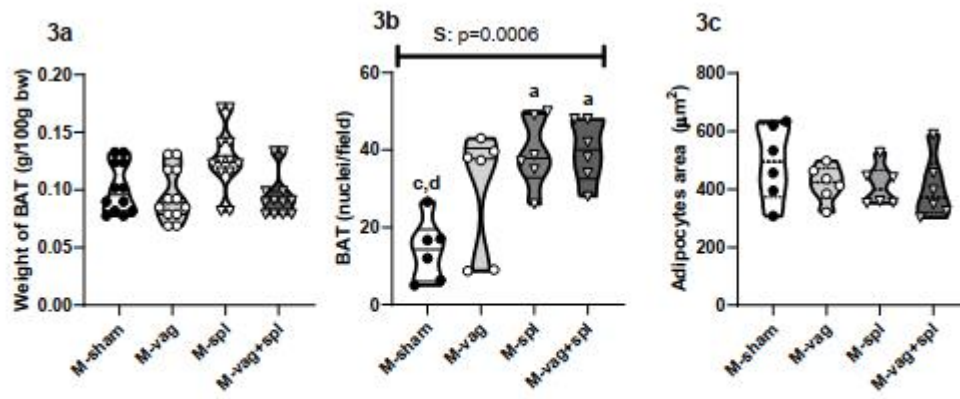 3a
Weight of BAT (g/100g bw)
0.20
0.15
0.10
0.05
0.00
M-sham
M-vag
M-spl
M-vag+spl
3b
S: p=0.0006
BAT (nuclei/field)
60
40
20
0
c,d
a
a
M-sham
M-vag
M-spl
M-vag+spl
3c
Adipocytes area (µm²)
800
600
400
200
0
M-sham
M-vag
M-spl
M-vag+spl